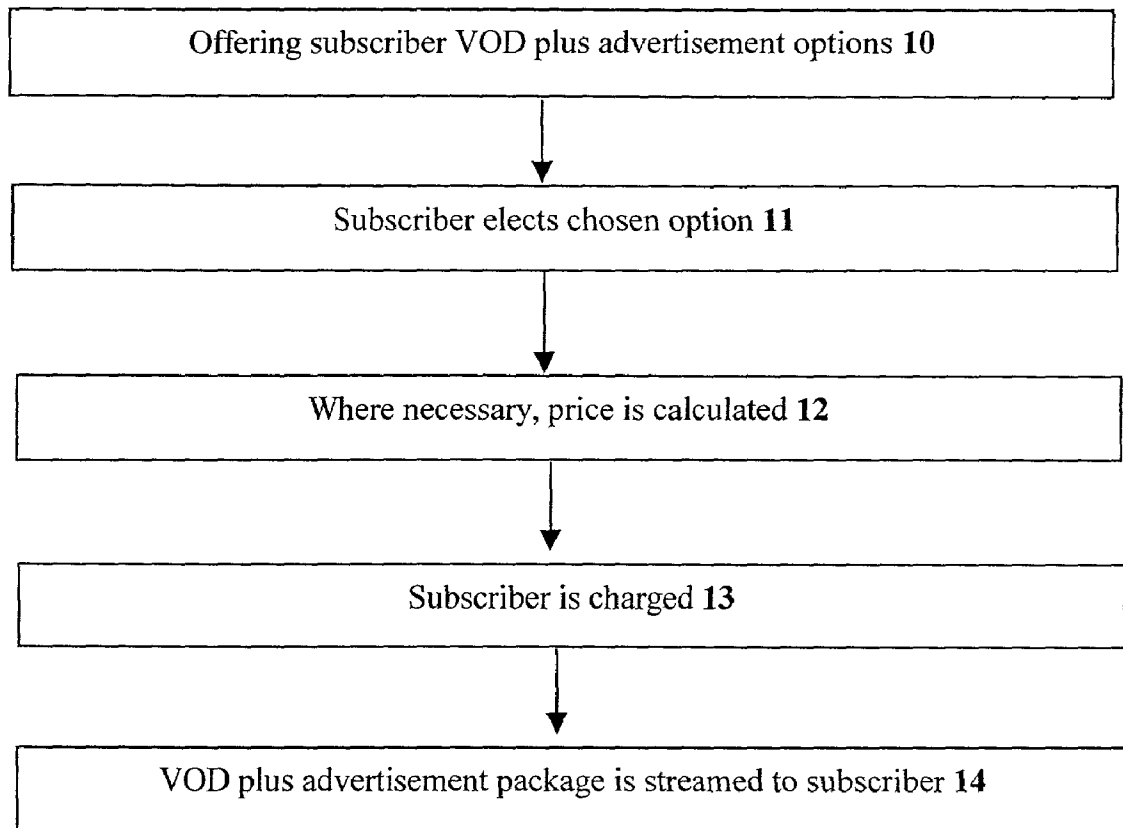 Offering subscriber VOD plus advertisement options 10
Subscriber elects chosen option 11
Where necessary, price is calculated 12
Subscriber is charged 13
VOD plus advertisement package is streamed to subscriber 14